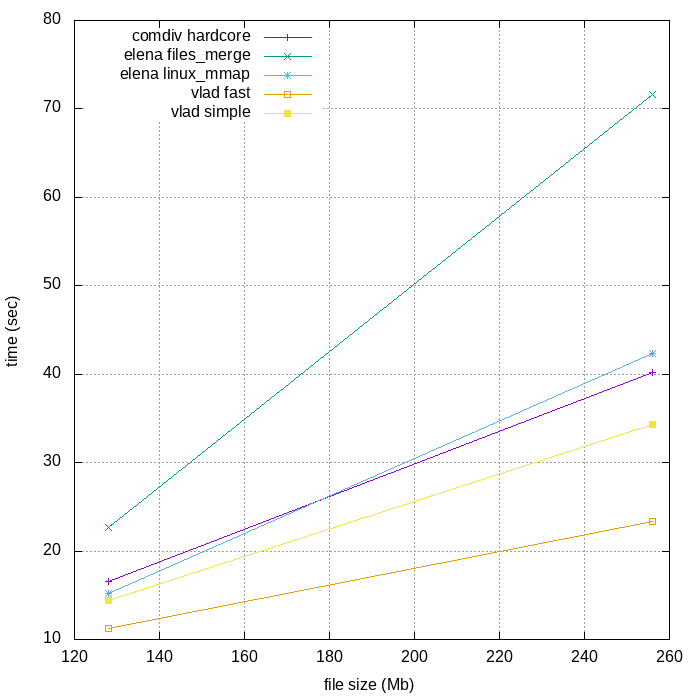 80
70
60
50
40
30
20
10
time (sec)
comdiv hardcore
elena files_merge
elena linux_mmap
vlad fast
vlad simple
120 140 160 180 200 220 240 260
file size (Mb)